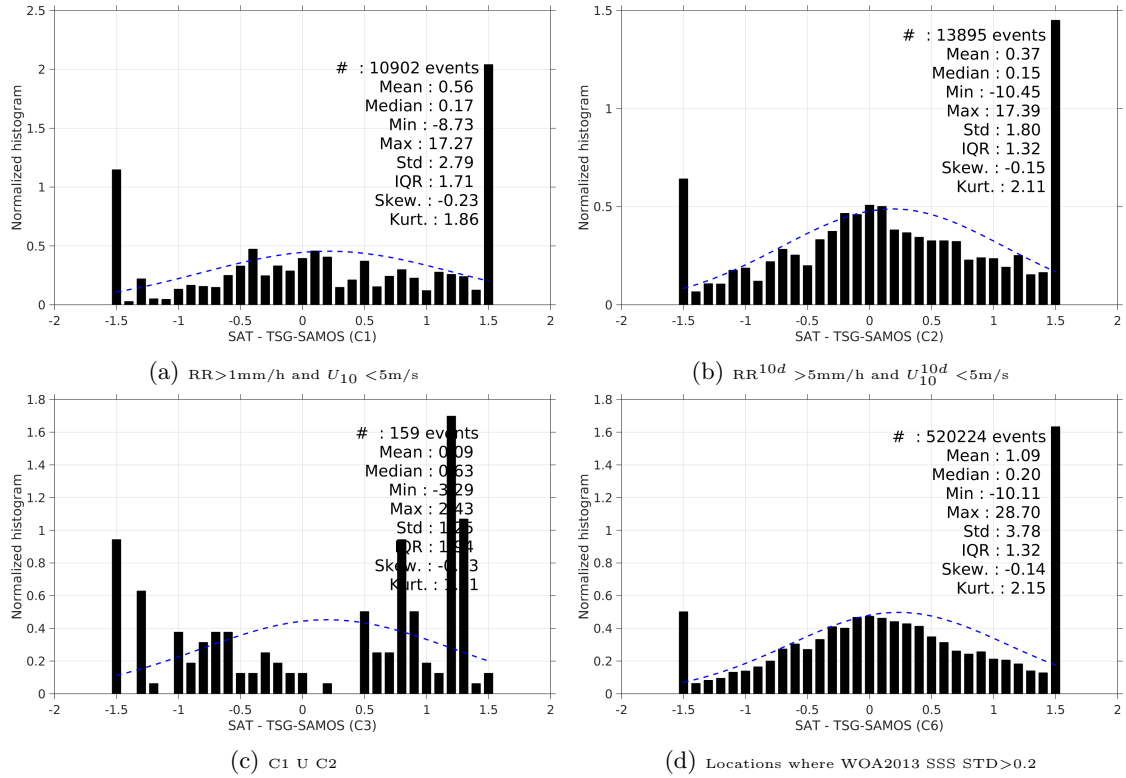 2.5
2
1.5
1
0.5
0
Normalized histogram
# : 10902 events
Mean : 0.56
Median : 0.17
Min : -8.73
Max : 17.27
Std : 2.79
IQR : 1.71
Skew. : -0.23
Kurt. : 1.86
-2 -1.5 -1 -0.5 0 0.5 1 1.5 2
SAT - TSG-SAMOS (C1)
(a) RR>1mm/h and U10 <5m/s
1.5
1
0.5
0
Normalized histogram
# : 13895 events
Mean : 0.37
Median : 0.15
Min : -10.45
Max : 17.39
Std : 1.80
IQR : 1.32
Skew. : -0.15
Kurt. : 2.11
-2 -1.5 -1 -0.5 0 0.5 1 1.5 2
SAT - TSG-SAMOS (C2)
(b) RR10d >5mm/h and U10d10 <5m/s
1.8
1.6
1.4
1.2
1
0.8
0.6
0.4
0.2
0
Normalized histogram
# : 159 events
Mean : 0.09
Median : 0.63
Min : -3.29
Max : 2.43
Std : 1.25
IQR : 1.94
Skew. :
Kurt. :
-2 -1.5 -1 -0.5 0 0.5 1 1.5 2
SAT - TSG-SAMOS (C3)
(c) C1 U C2
1.8
1.6
1.4
1.2
1
0.8
0.6
0.4
0.2
0
Normalized histogram
# : 520224 events
Mean : 1.09
Median : 0.20
Min : -10.11
Max : 28.70
Std : 3.78
IQR : 1.32
Skew. : -0.14
Kurt. : 2.15
-2 -1.5 -1 -0.5 0 0.5 1 1.5 2
SAT - TSG-SAMOS (C6)
(d) Locations where WOA2013 SSS STD>0.2